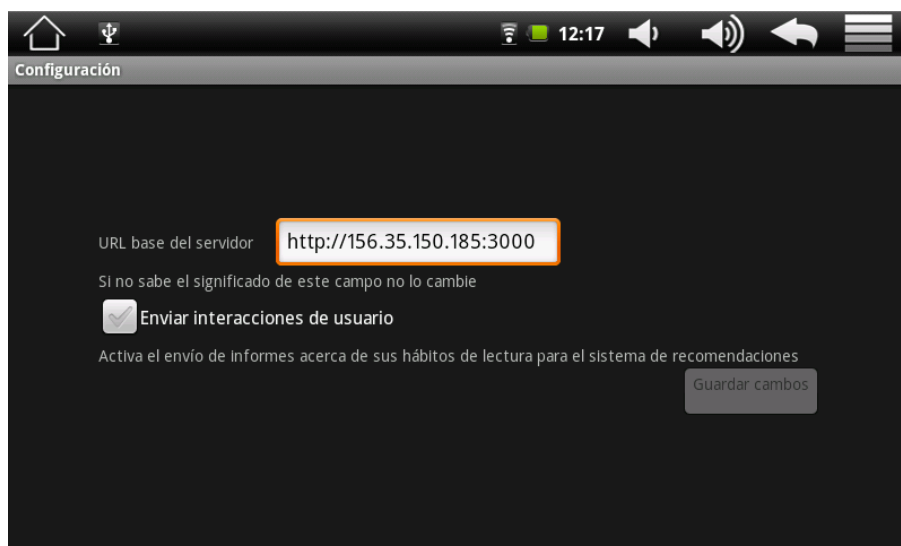 12:17
Configuración
URL base del servidor http://156.35.150.185:3000
Si no sabe el significado de este campo no lo cambie
Enviar interacciones de usuario
Activa el envío de informes acerca de sus hábitos de lectura para el sistema de recomendaciones
Guardar cambos